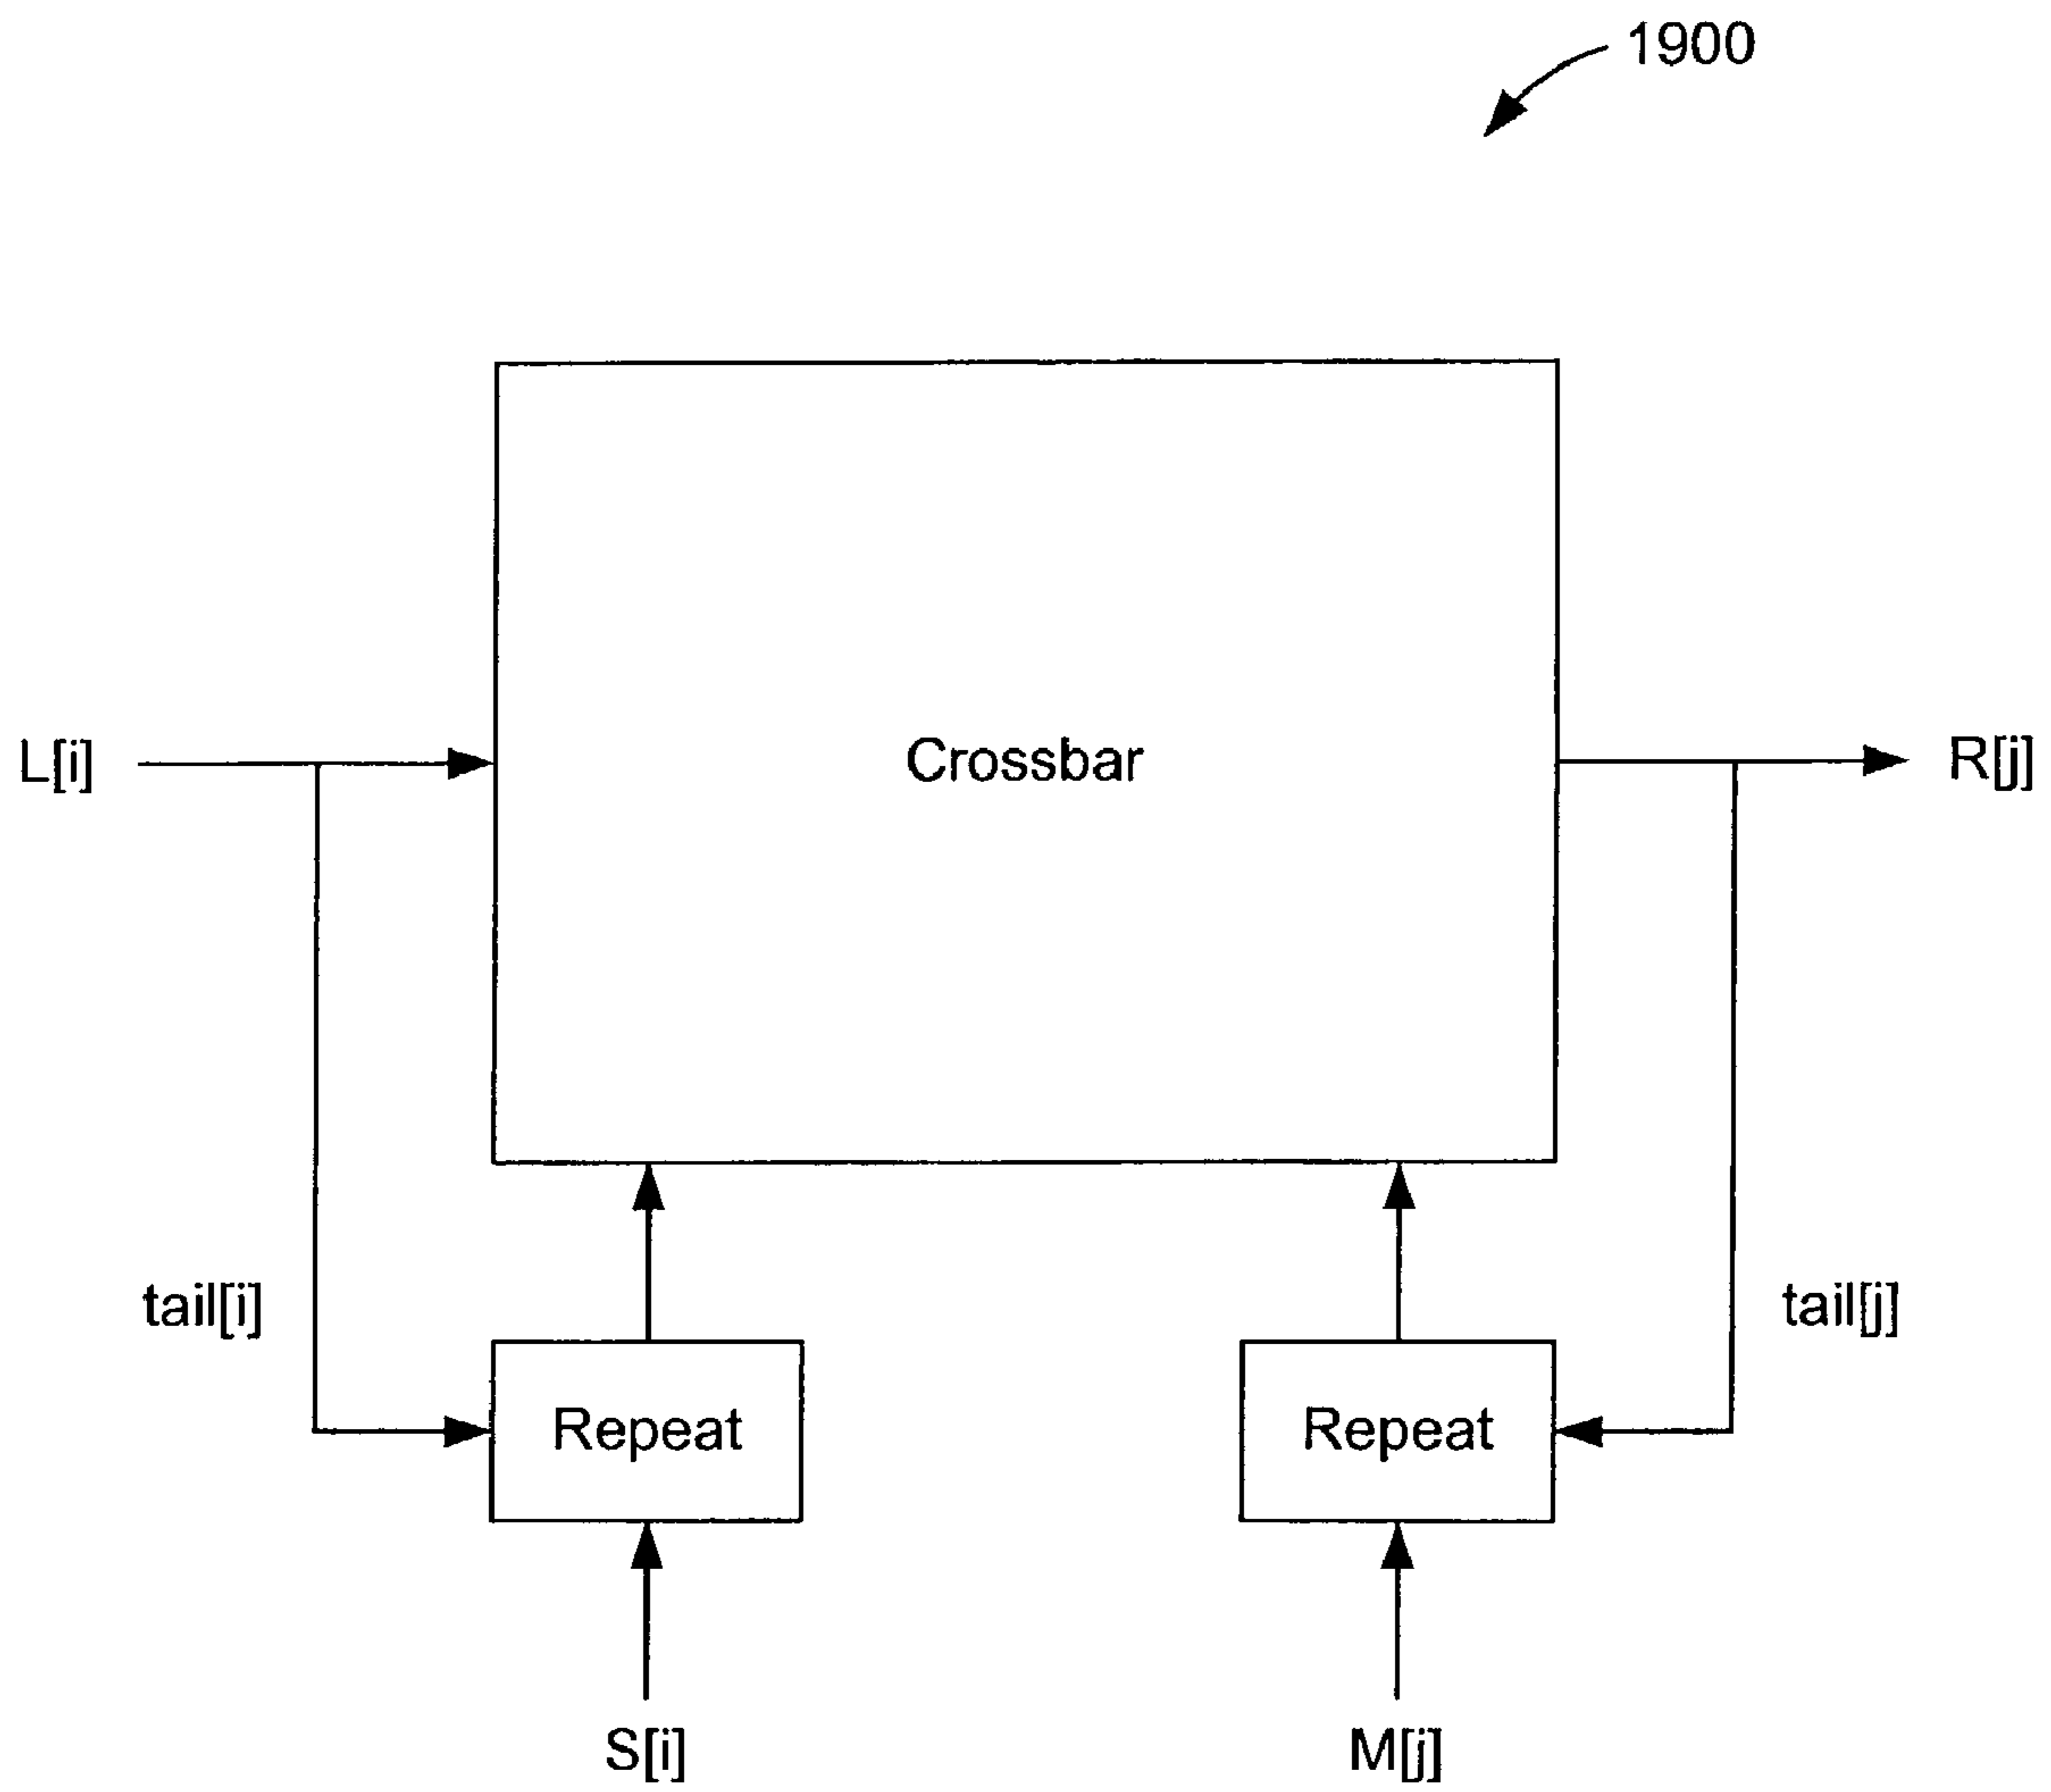 1900
L[i]
Crossbar
R[j]
tail[i]
tail[j]
Repeat
Repeat
S[i]
M[j]